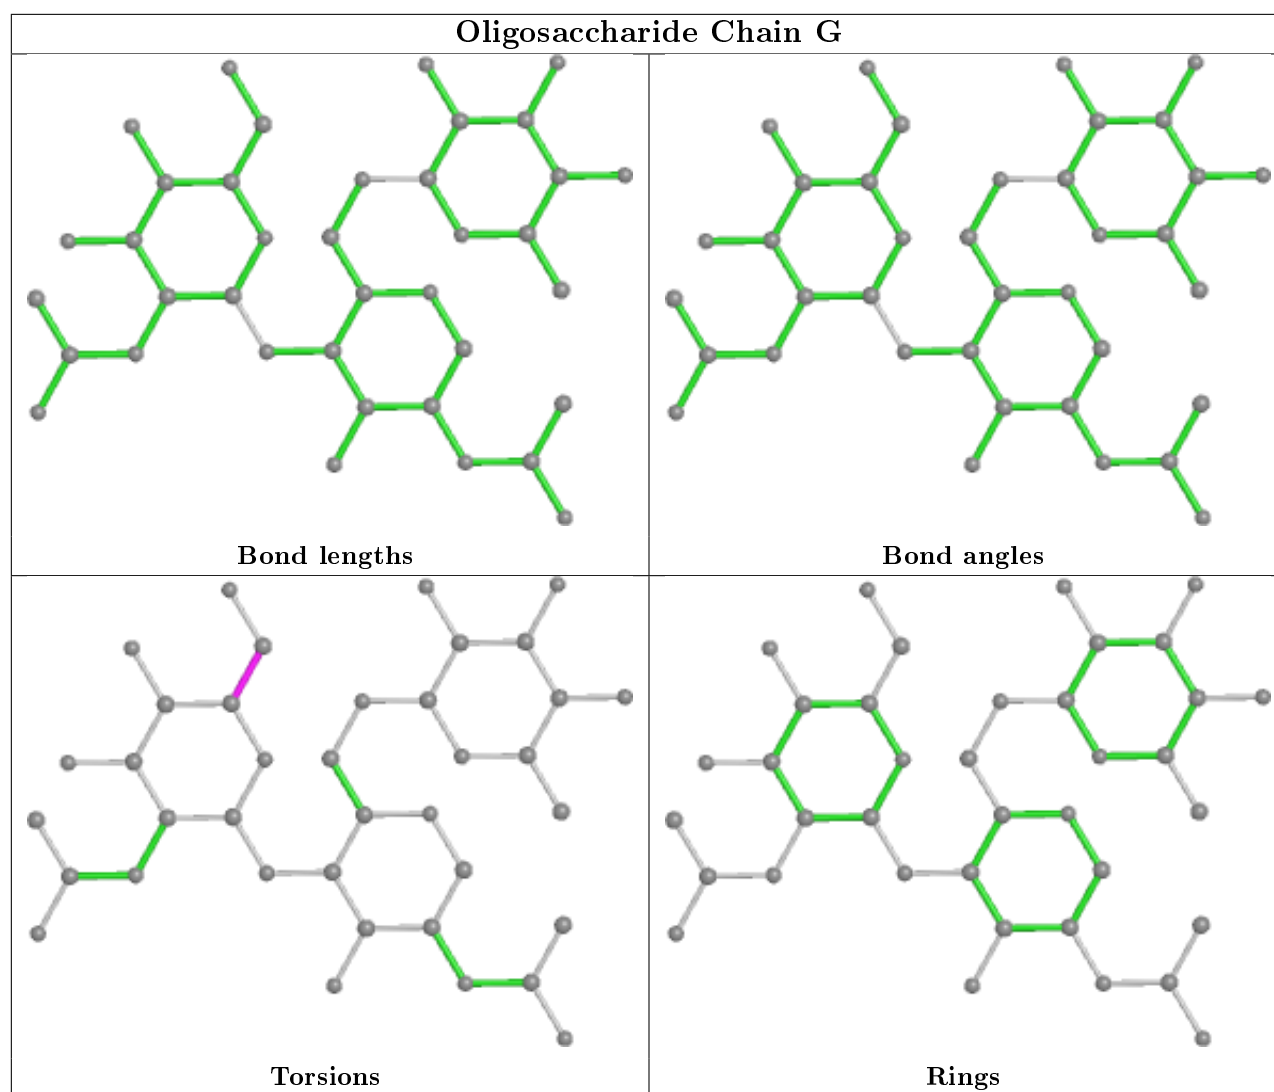 Oligosaccharide Chain G
Bond lengths
Bond angles
Torsions
Rings